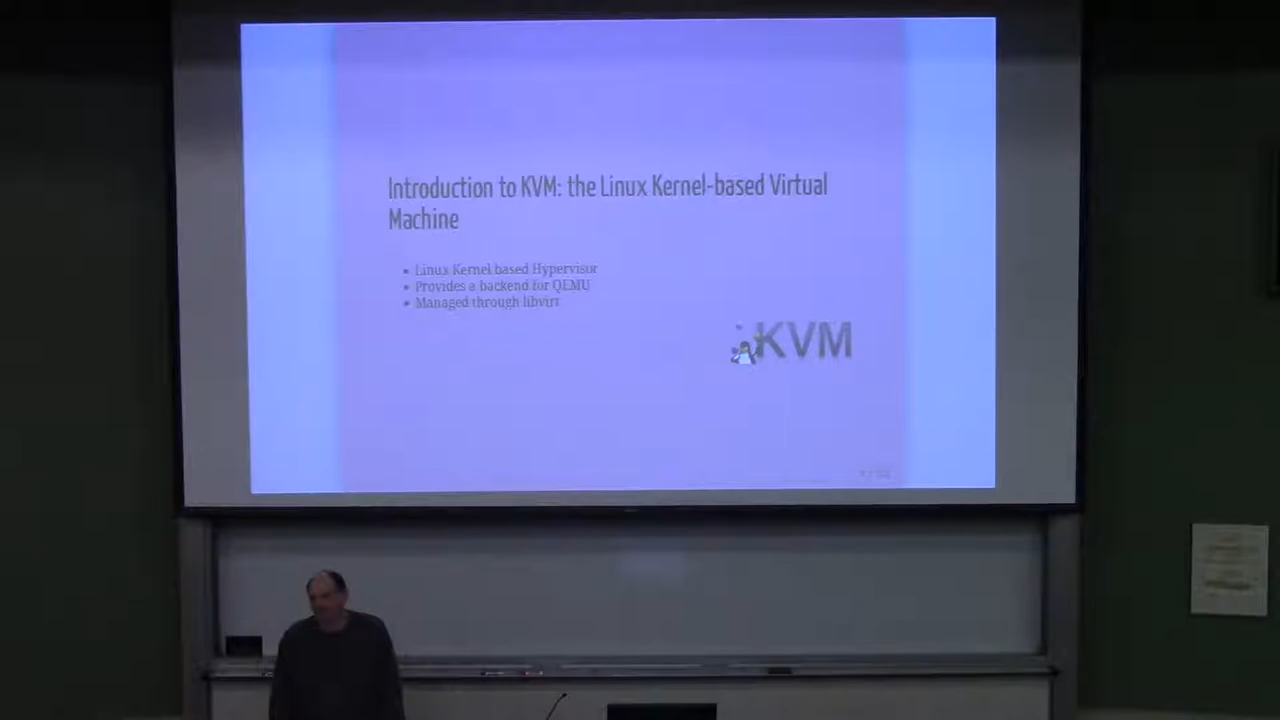 Introduction to KVM: the Linux Kernel-based Virtual
Machine
Linux Kernel based Hypervisor
Provides a backend for QEMU
Managed through libvirt
KVM